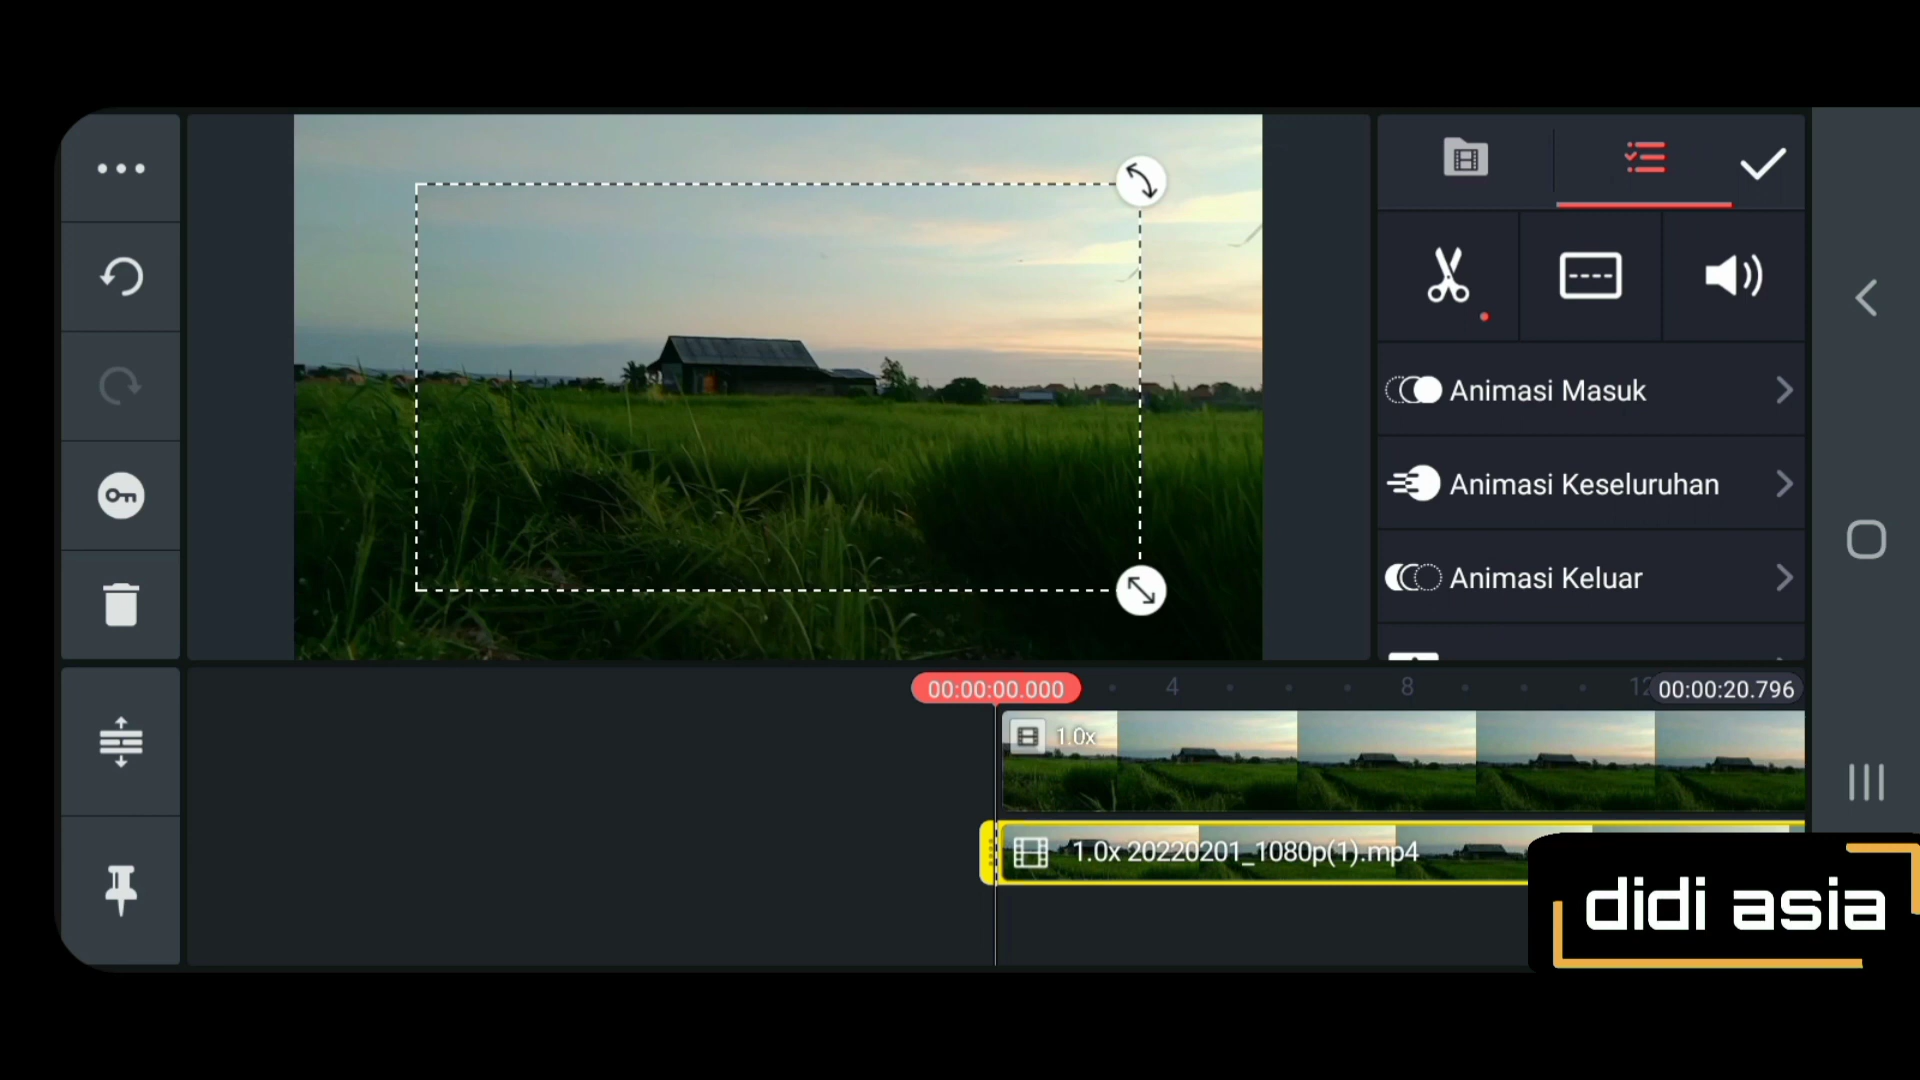 Animasi Masuk
Animasi Keseluruhan
Animasi Keluar
00:00:00.000
4
8
12
00:00:20.796
1.0x
1.0x 20220201_1080p(1).mp4
didi asia